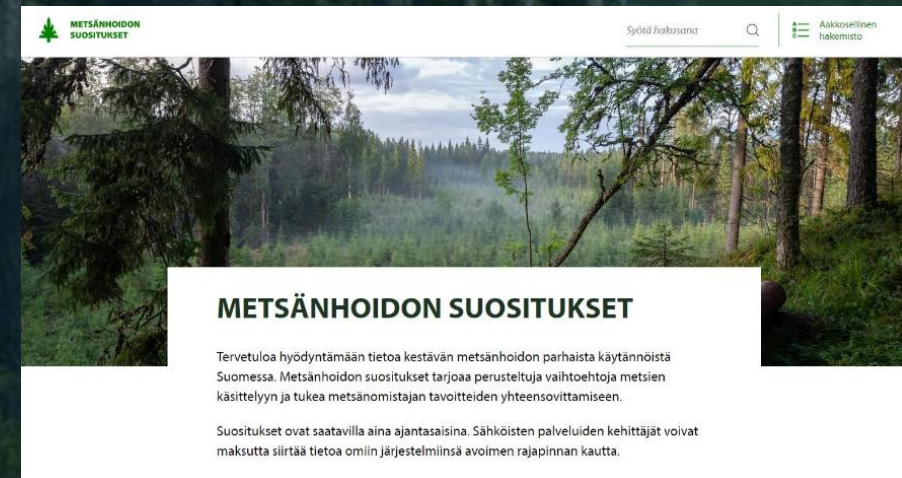 METSÄNHOIDON
SUOSITUKSET
Syötä hakusana
A
B
C
Aakkosellinen
hakemisto
METSÄNHOIDON SUOSITUKSET
Tervetuloa hyödyntämään tietoa kestävän metsänhoidon parhaista käytännöistä
Suomessa. Metsänhoidon suositukset tarjoaa perusteltuja vaihtoehtoja metsien
käsittelyyn ja tukea metsänomistajan tavoitteiden yhteensovittamiseen.
Suositukset ovat saatavilla aina ajantasaisina. Sähköisten palveluiden kehittäjät voivat
maksutta siirtää tietoa omiin järjestelmiinsä avoimen rajapinnan kautta.